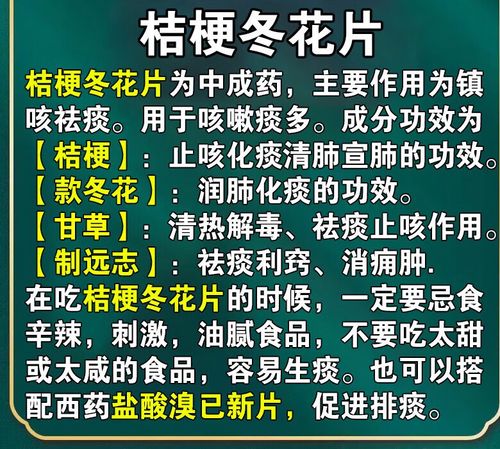 桔梗冬花片
桔梗冬花片为中成药，主要作用为镇
咳祛痰。用于咳嗽痰多。成分功效为
【桔梗】：止咳化痰清肺宣肺的功效。
【款冬花】：润肺化痰的功效。
【甘草】：清热解毒、祛痰止咳作用。
【制远志】：祛痰利窍、消痈肿.
在吃桔梗冬花片的时候，一定要忌食
辛辣，刺激，油腻食品，不要吃太甜
或太咸的食品，容易生痰。也可以搭
配西药盐酸溴已新片，促进排痰。